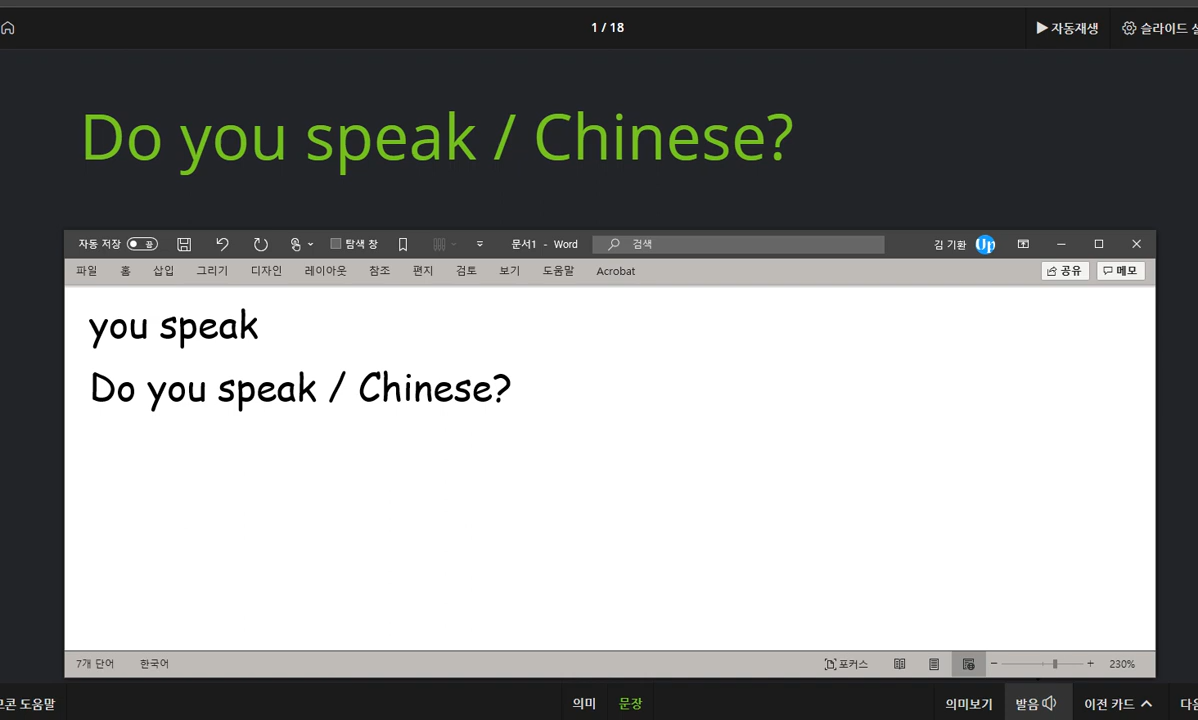 1 / 18
자동재생
슬라이드
Do you speak / Chinese?
자동 저장 끔 탐색 창 문서1 - Word 검색 김 기환 Up
파일 홈 삽입 그리기 디자인 레이아웃 참조 편지 검토 보기 도움말 Acrobat 공유 메모
you speak
Do you speak / Chinese?
7개 단어 한국어 포커스 230%
도움말 의미 문장 의미보기 발음 이전 카드